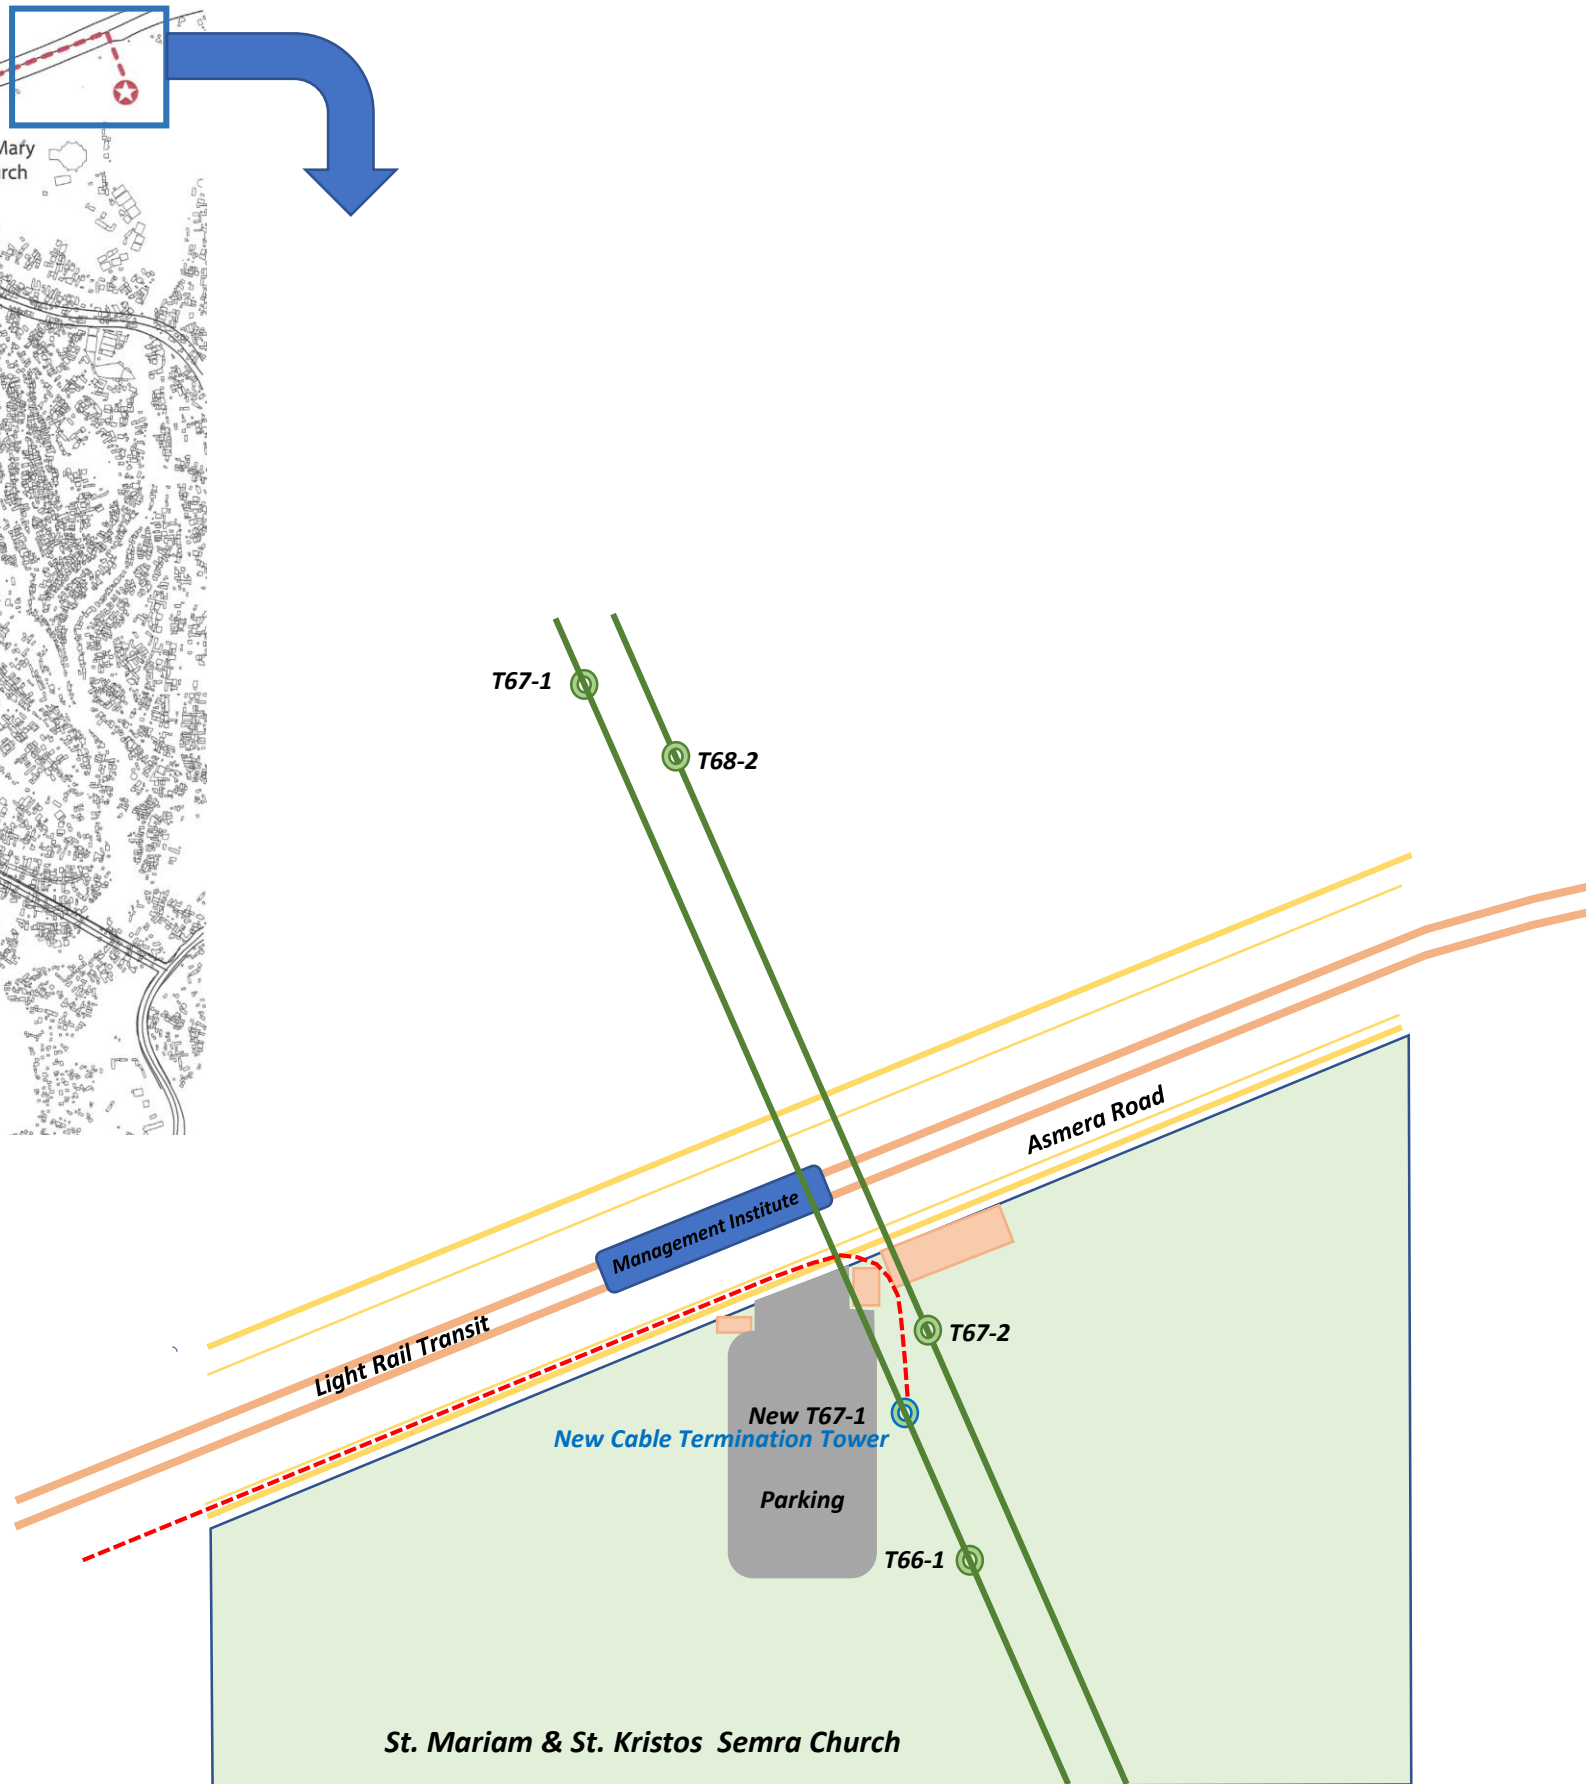 Mary
rch
T67-1
T68-2
Asmera Road
Management Institute
Light Rail Transit
T67-2
New T67-1
New Cable Termination Tower
Parking
T66-1
St. Mariam & St. Kristos Semra Church